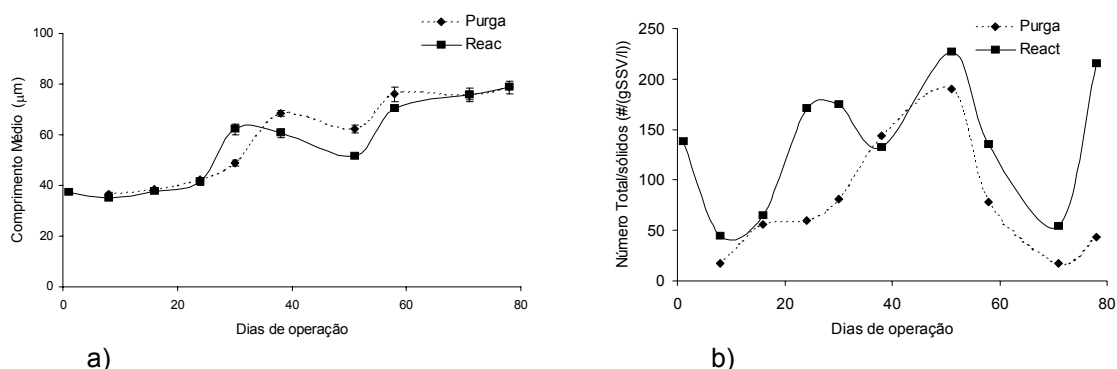 Purga
Reac
Comprimento Médio (μm)
100
80
60
40
20
0
0 20 40 60 80
Dias de operação
a)
Purga
React
Número Total/sólidos (#/(gSSV/l))
250
200
150
100
50
0
0 20 40 60 80
Dias de operação
b)